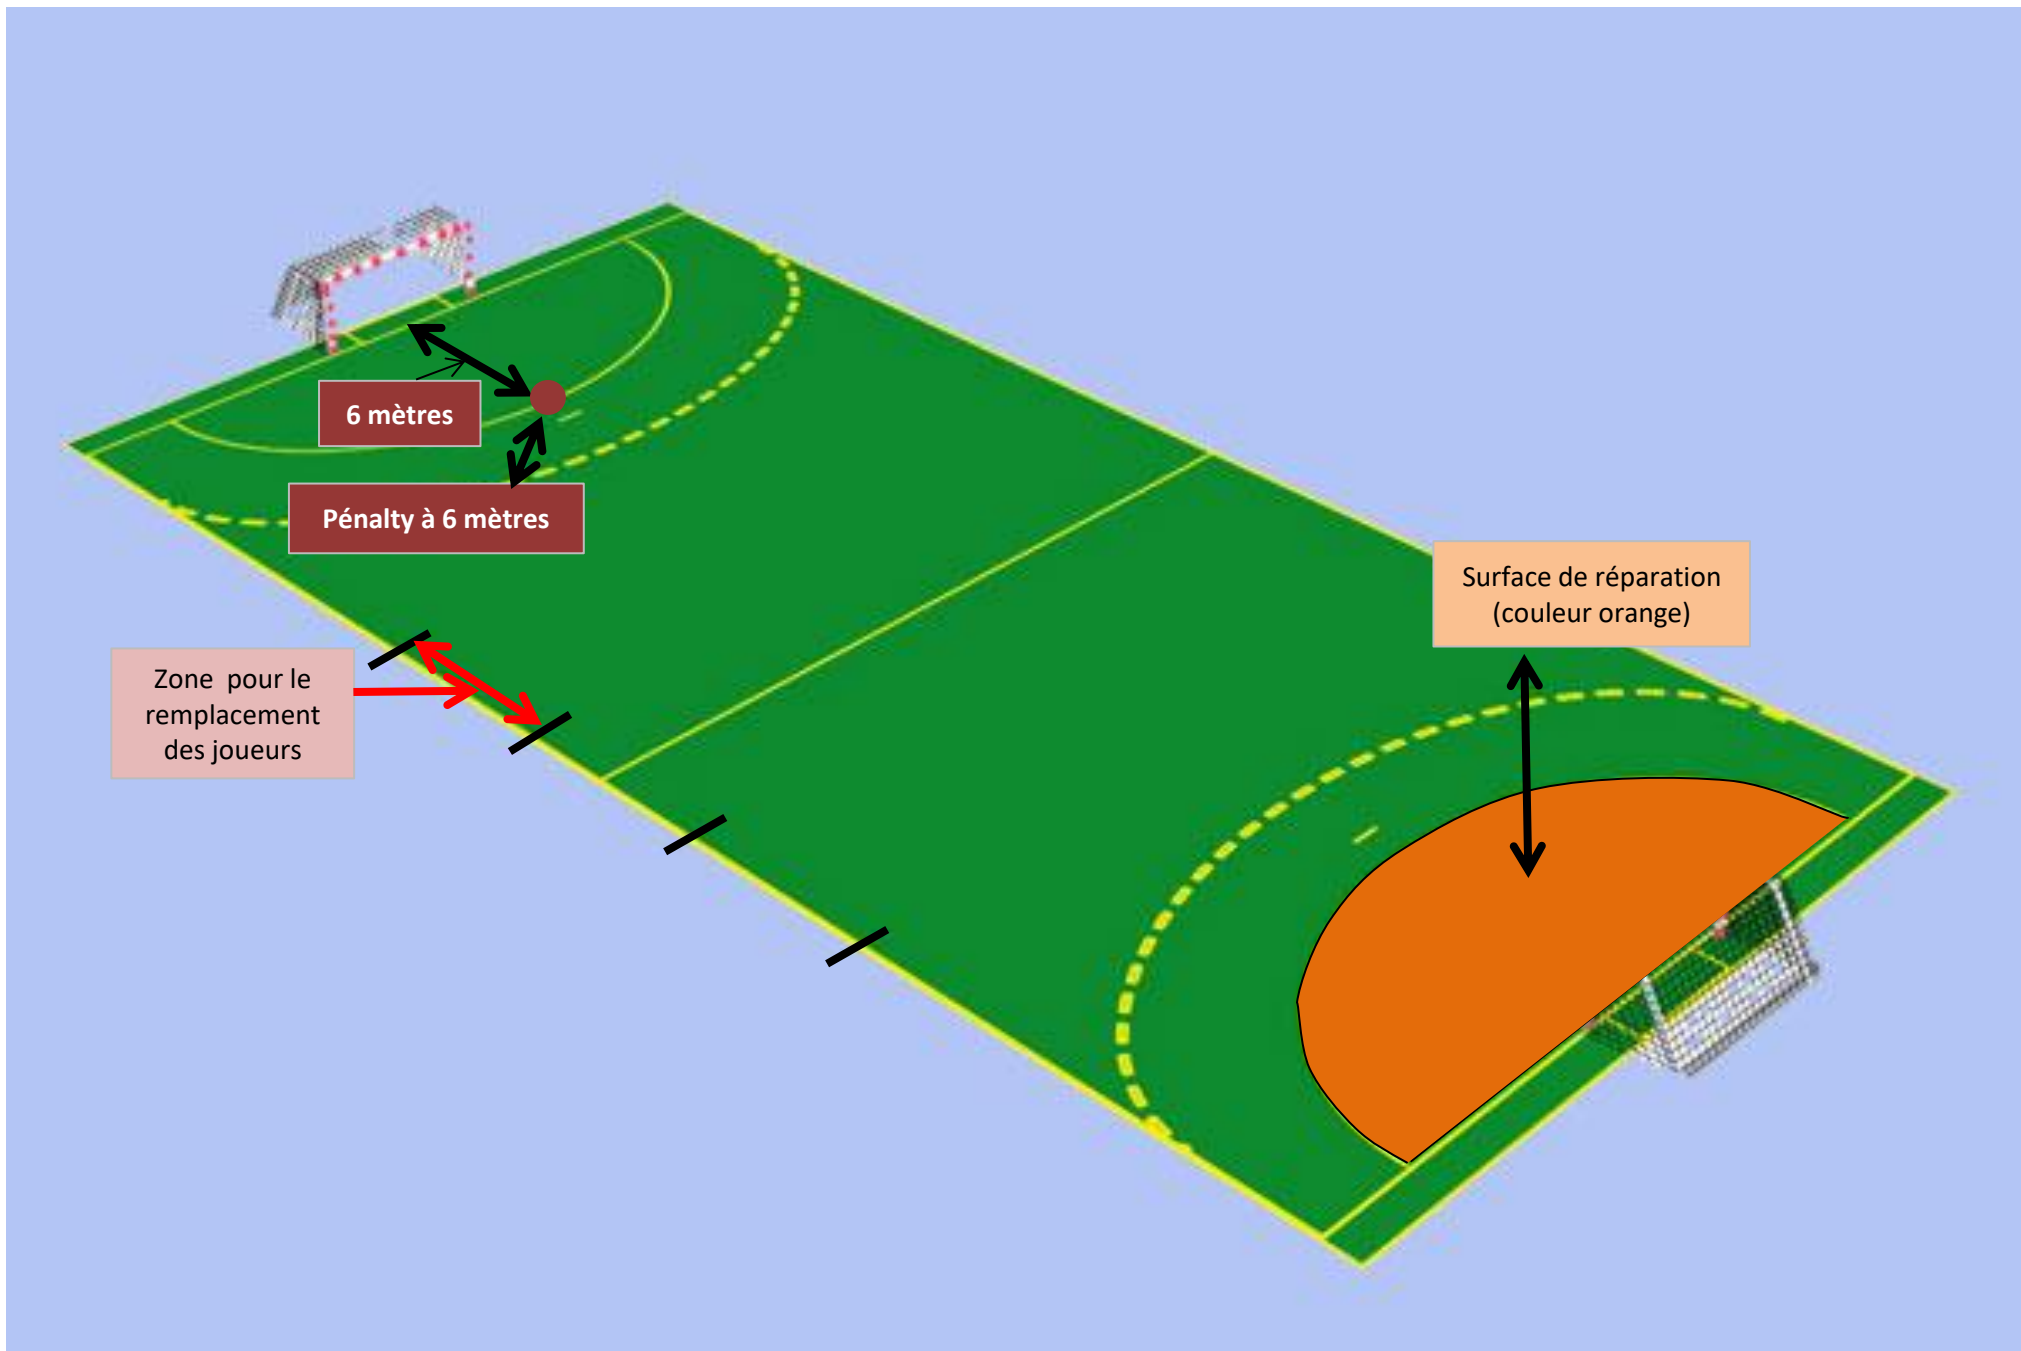 6 mètres
Pénalty à 6 mètres
Surface de réparation
(couleur orange)
Zone  pour le
remplacement
des joueurs